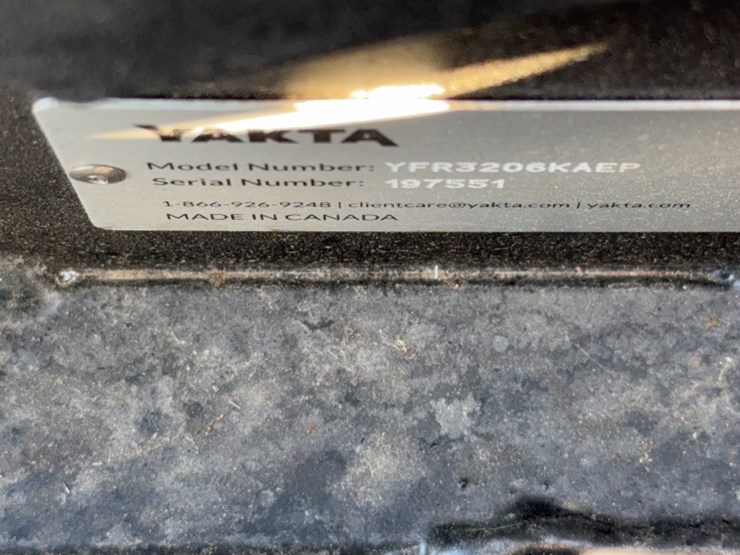 YAKTA
Model Number: YFR3206KAEP
Serial Number: 197551
1-866-926-9248 | clientcare@yakta.com | yakta.com
MADE IN CANADA